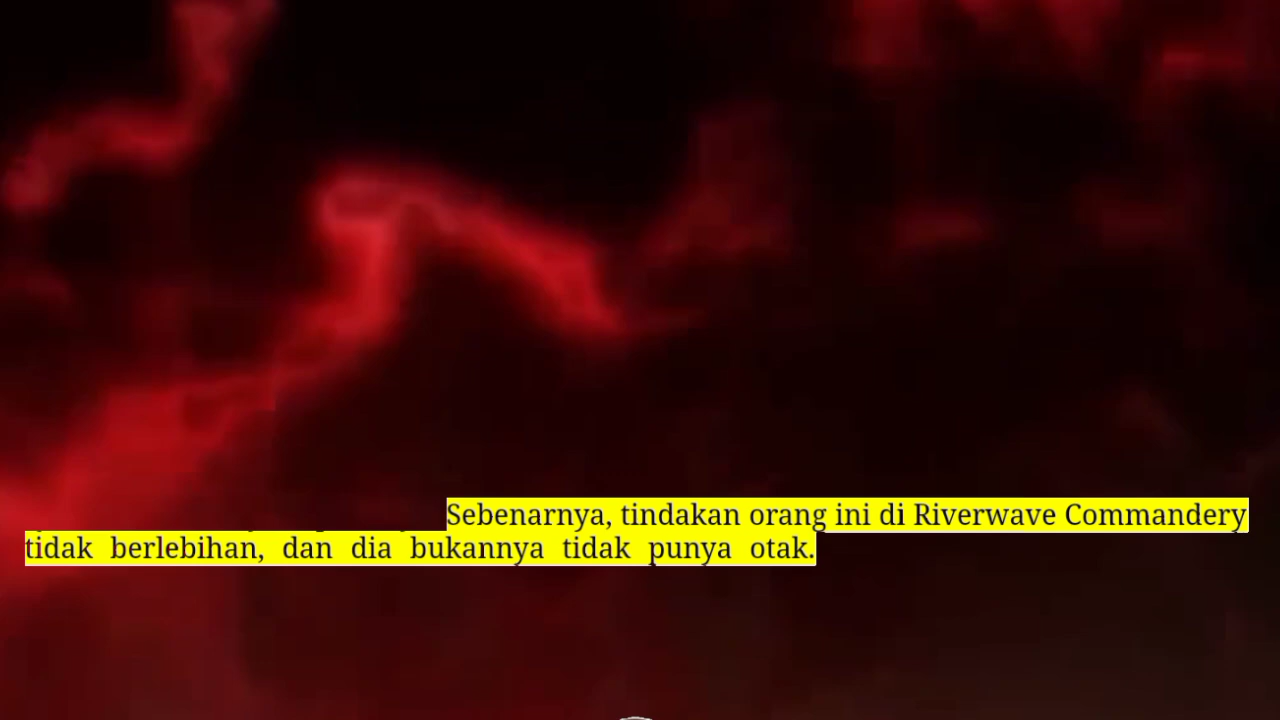 Sebenarnya, tindakan orang ini di Riverwave Commandery
tidak berlebihan, dan dia bukannya tidak punya otak.